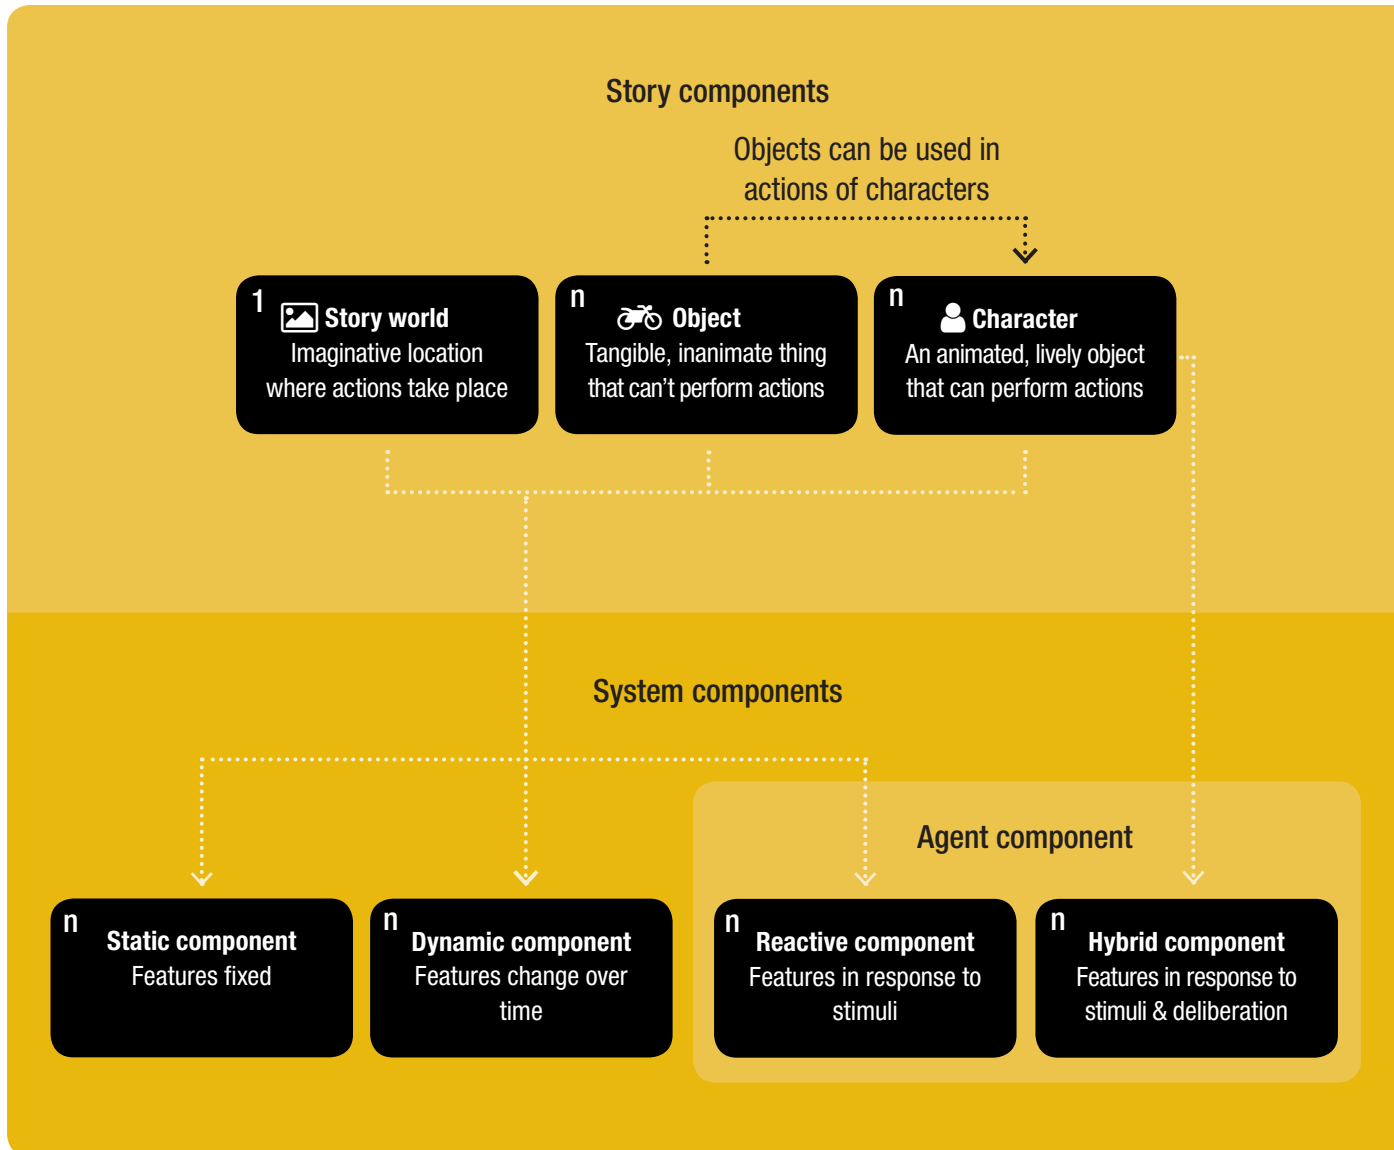 Story components
Objects can be used in
actions of characters
1
Story world
Imaginative location
where actions take place
n
Object
Tangible, inanimate thing
that can't perform actions
n
Character
An animated, lively object
that can perform actions
System components
Agent component
n
Static component
Features fixed
n
Dynamic component
Features change over
time
n
Reactive component
Features in response to
stimuli
n
Hybrid component
Features in response to
stimuli & deliberation